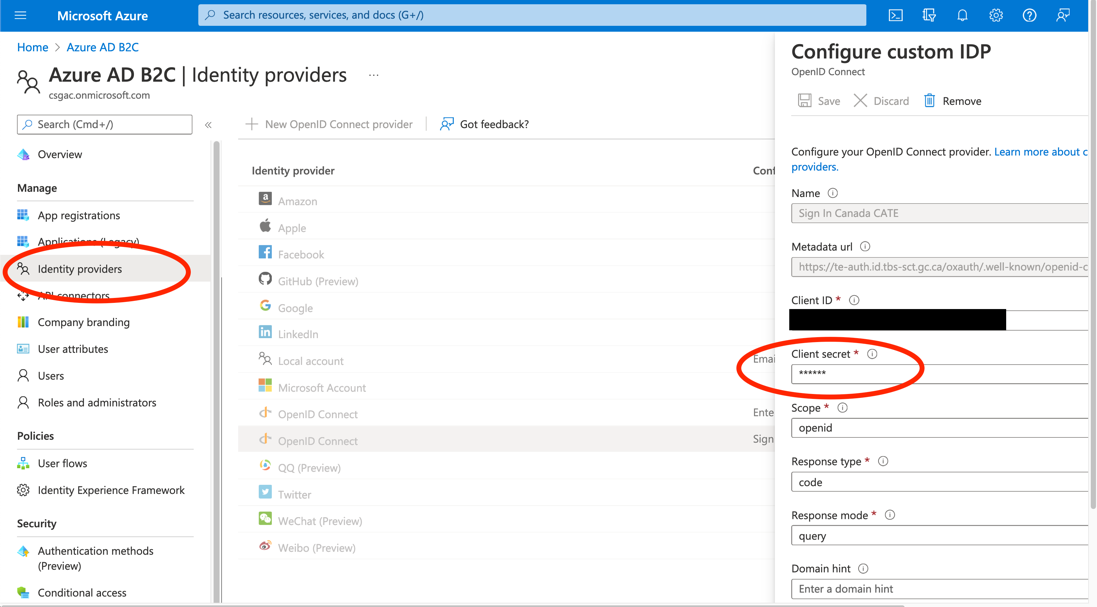 Microsoft Azure
Search resources, services, and docs (G+/)
Home > Azure AD B2C
Azure AD B2C | Identity providers ...
csgac.onmicrosoft.com
Search (Cmd+/)
«
Overview
Manage
App registrations
Applications (Legacy)
Identity providers
API connectors
Company branding
User attributes
Users
Roles and administrators
Policies
User flows
Identity Experience Framework
Security
Authentication methods
(Preview)
Conditional access
New OpenID Connect provider
Got feedback?
Identity provider
Conf
Amazon
Apple
Facebook
GitHub (Preview)
Google
LinkedIn
Local account
Emai
Microsoft Account
OpenID Connect
Ente
OpenID Connect
Sign
QQ (Preview)
Twitter
WeChat (Preview)
Weibo (Preview)
Configure custom IDP
OpenID Connect
Save
Discard
Remove
Configure your OpenID Connect provider. Learn more about c
providers.
Name
Sign In Canada CATE
Metadata url
https://te-auth.id.tbs-sct.gc.ca/oxauth/.well-known/openid-c
Client ID *
Client secret *
******
Scope *
openid
Response type *
code
Response mode *
query
Domain hint
Enter a domain hint